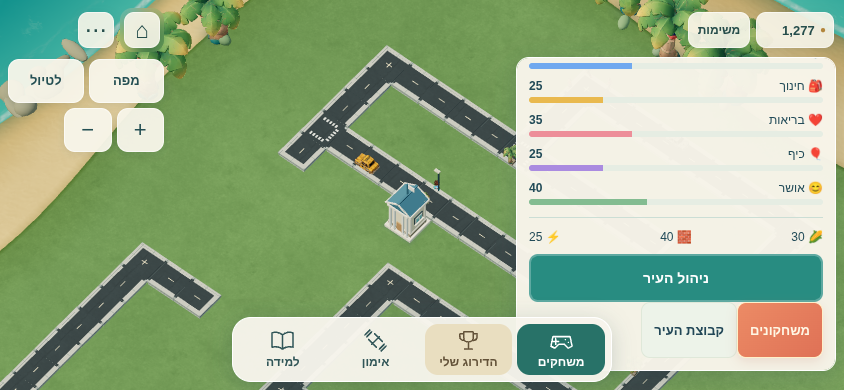 משימות
1,277
מפה
לטיול
+
−
חינוך
25
בריאות
35
כיף
25
אושר
40
30
40
25
ניהול העיר
משחקונים
קבוצת העיר
משחקים
הדירוג שלי
אימון
למידה